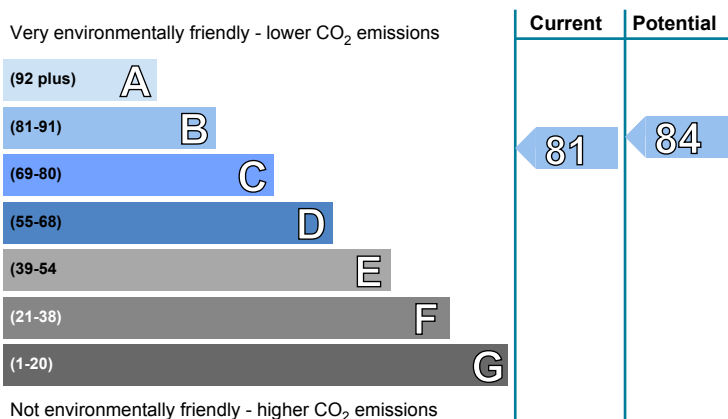 Very environmentally friendly - lower CO2 emissions
Current
Potential
(92 plus) A
(81-91) B
(69-80) C
(55-68) D
(39-54 E
(21-38) F
(1-20) G
81
84
Not environmentally friendly - higher CO2 emissions